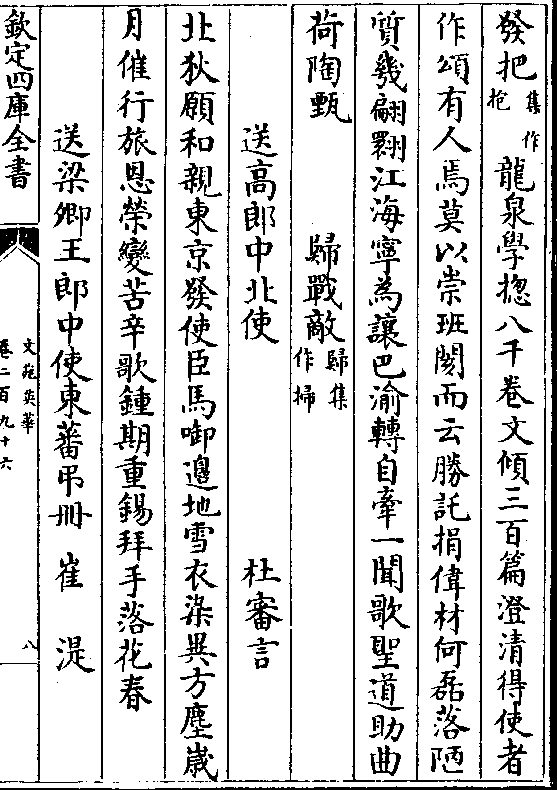 發把集作抱龍泉學揔八千卷文傾三百篇澄清得使者
作頌有人焉莫以崇班閡而云勝託捐偉材何磊落陋
質幾翩翾江海寧為讓巴渝轉自牽一聞歌聖道助曲
荷陶甄
歸戰敵歸集作掃
送高郎中北使 杜審言
北狄願和親東京發使臣馬啣邊地雪衣染異方塵歲
月催行旅恩榮變苦辛歌鍾期重錫拜手落花春
送梁卿王郎中使東蕃弔冊 崔湜
欽定四庫全書
文苑英華
卷二百九十六
八